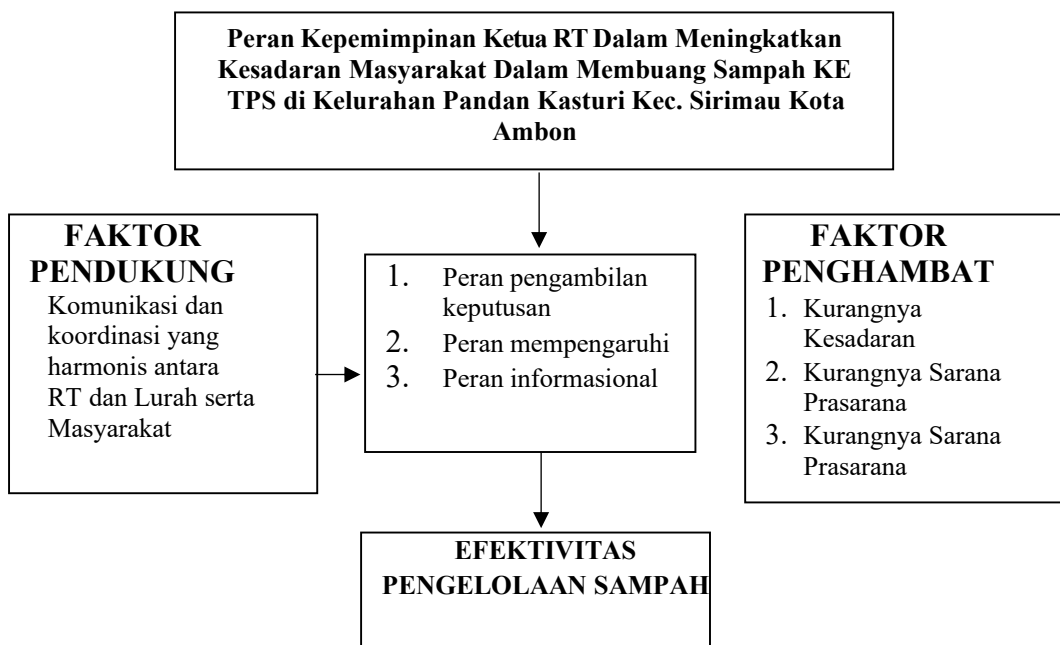 Peran Kepemimpinan Ketua RT Dalam Meningkatkan
Kesadaran Masyarakat Dalam Membuang Sampah KE
TPS di Kelurahan Pandan Kasturi Kec. Sirimau Kota
Ambon
FAKTOR
PENDUKUNG
Komunikasi dan
koordinasi yang
harmonis antara
RT dan Lurah serta
Masyarakat
1. Peran pengambilan
keputusan
2. Peran mempengaruhi
3. Peran informasional
FAKTOR
PENGHAMBAT
1. Kurangnya
Kesadaran
2. Kurangnya Sarana
Prasarana
3. Kurangnya Sarana
Prasarana
EFEKTIVITAS
PENGELOLAAN SAMPAH